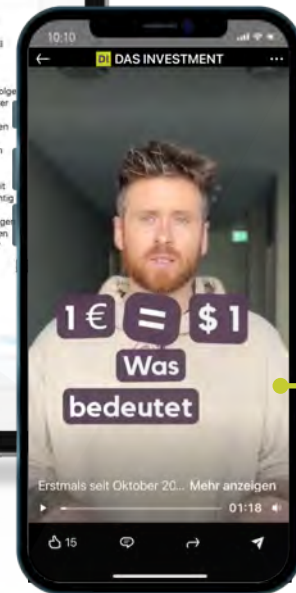 10:10
DI DAS INVESTMENT
1 € = $ 1
Was
bedeutet
Erstmals seit Oktober 20... Mehr anzeigen
01:18
15